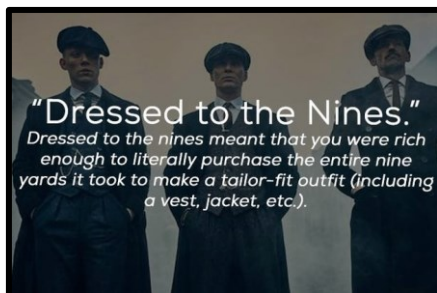 “Dressed to the Nines.”
Dressed to the nines meant that you were rich
enough to literally purchase the entire nine
yards it took to make a tailor-fit outfit (including
a vest, jacket, etc.).